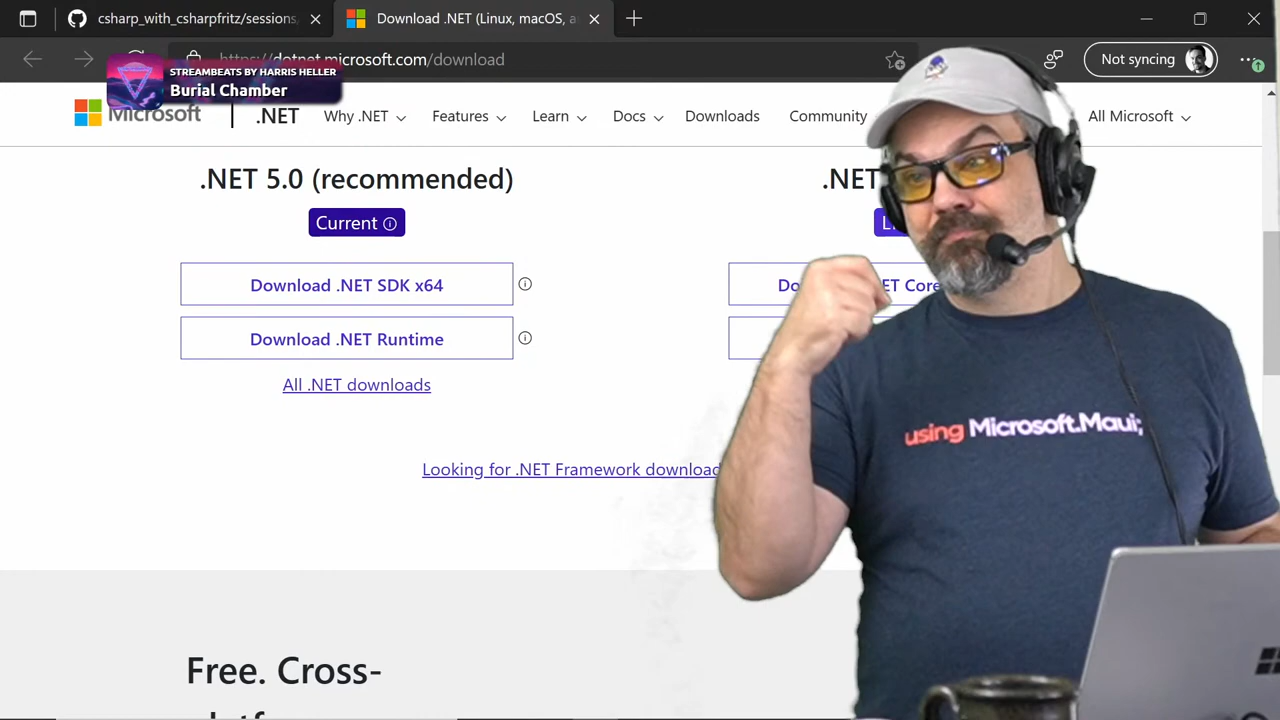 csharp_with_csharpfritz/sessions
Download .NET (Linux, macOS, a
https://dotnet.microsoft.com/download
Not syncing
STREAMBEATS BY HARRIS HELLER
Burial Chamber
Microsoft
.NET
Why .NET
Features
Learn
Docs
Downloads
Community
All Microsoft
.NET 5.0 (recommended)
.NET
Current
Download .NET SDK x64
Download .NET Runtime
All .NET downloads
Looking for .NET Framework download
Free. Cross-
using Microsoft.Maui;